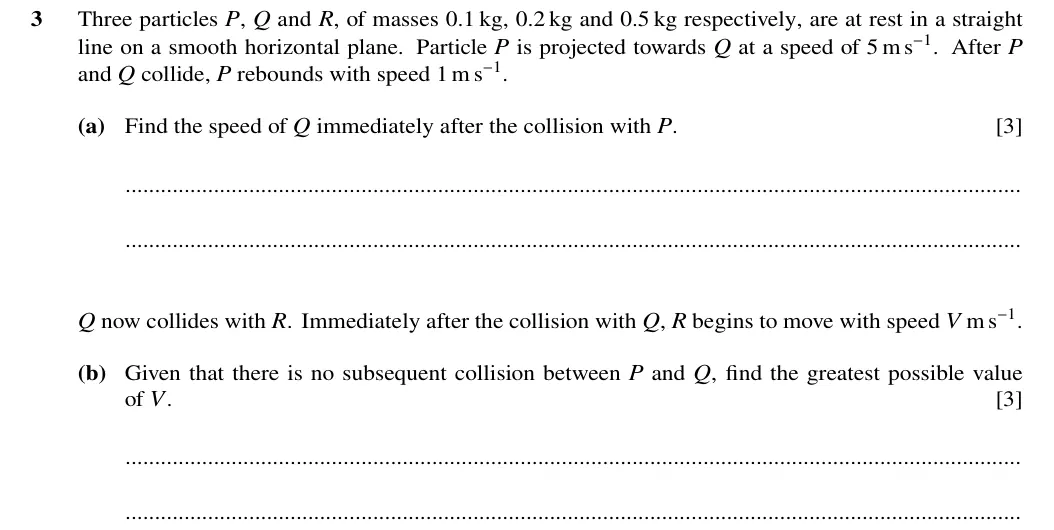 3 Three particles P, Q and R, of masses 0.1 kg, 0.2 kg and 0.5 kg respectively, are at rest in a straight
line on a smooth horizontal plane. Particle P is projected towards Q at a speed of 5 m s⁻¹. After P
and Q collide, P rebounds with speed 1 m s⁻¹.
(a) Find the speed of Q immediately after the collision with P. [3]
Q now collides with R. Immediately after the collision with Q, R begins to move with speed V m s⁻¹.
(b) Given that there is no subsequent collision between P and Q, find the greatest possible value
of V. [3]